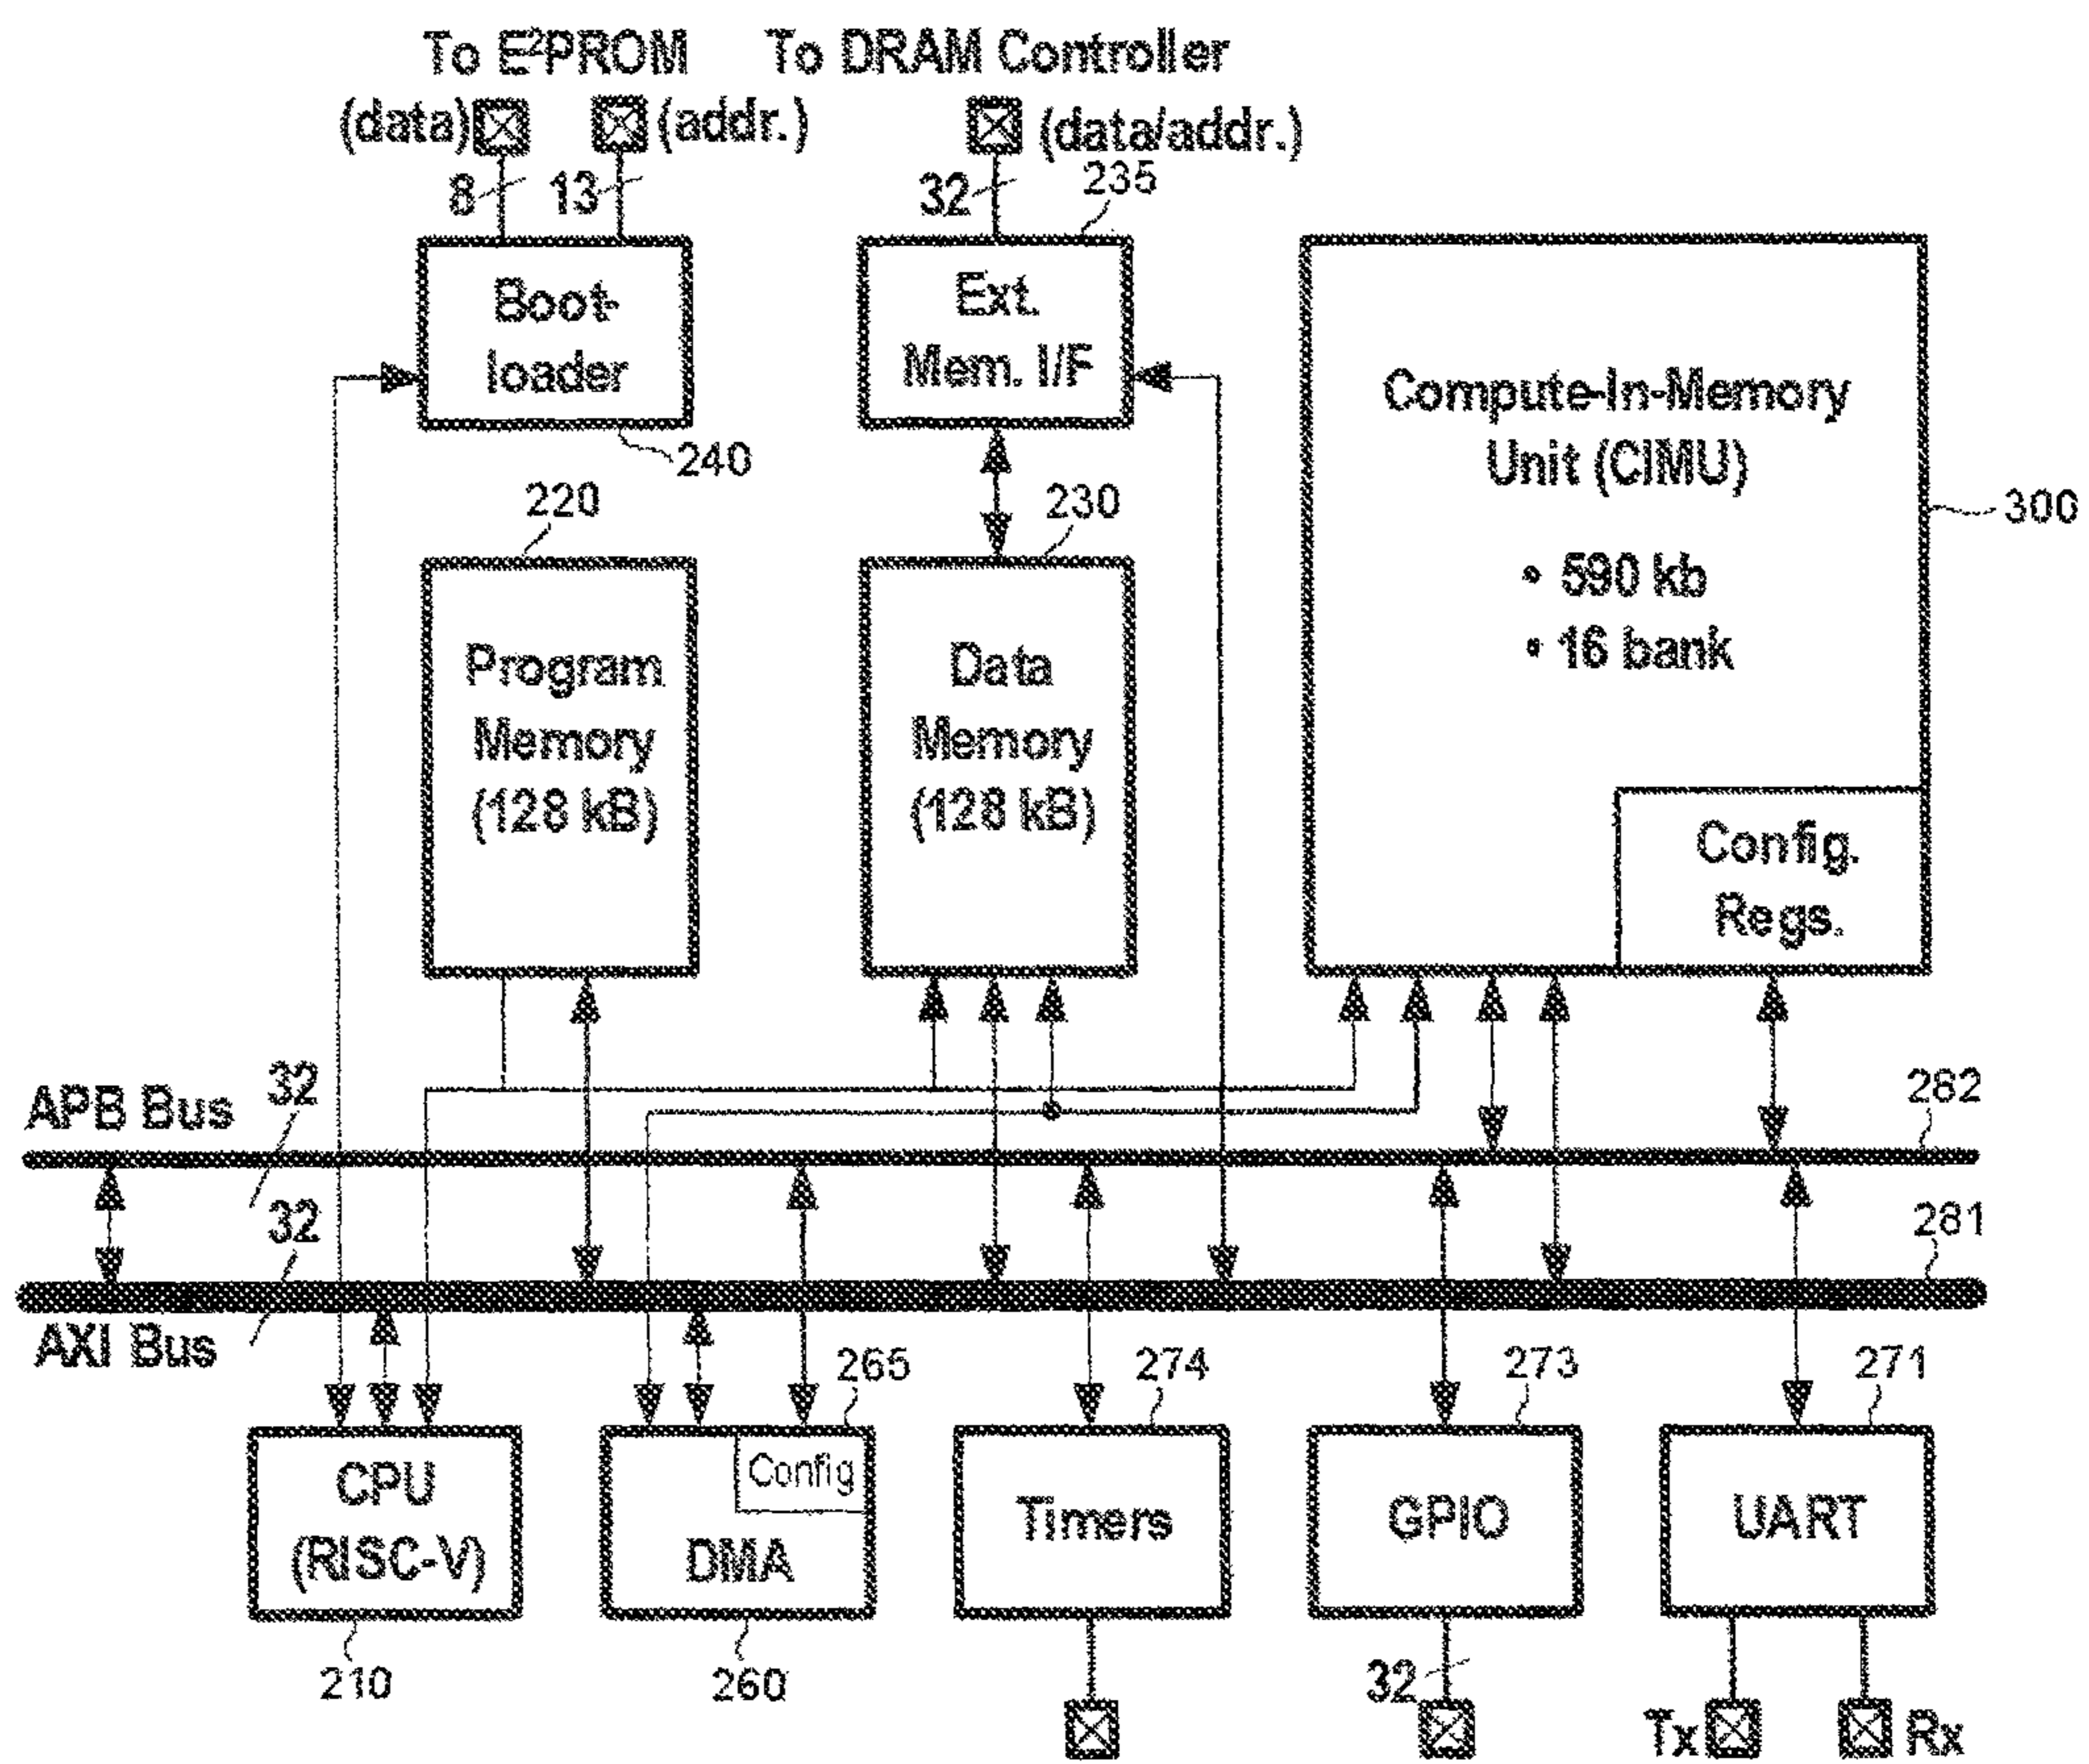 To E²PROM
To DRAM Controller
(data)
(addr.)
(data/addr.)
8
13
32
235
Boot-
loader
Ext.
Mem. I/F
240
Compute-In-Memory
Unit (CIMU)
• 590 kb
• 16 bank
300
220
230
Program
Memory
(128 kB)
Data
Memory
(128 kB)
Config.
Regs.
APB Bus
32
282
32
281
AXI Bus
265
274
273
271
CPU
(RISC-V)
Config
DMA
Timers
GPIO
UART
210
260
32
Tx
Rx